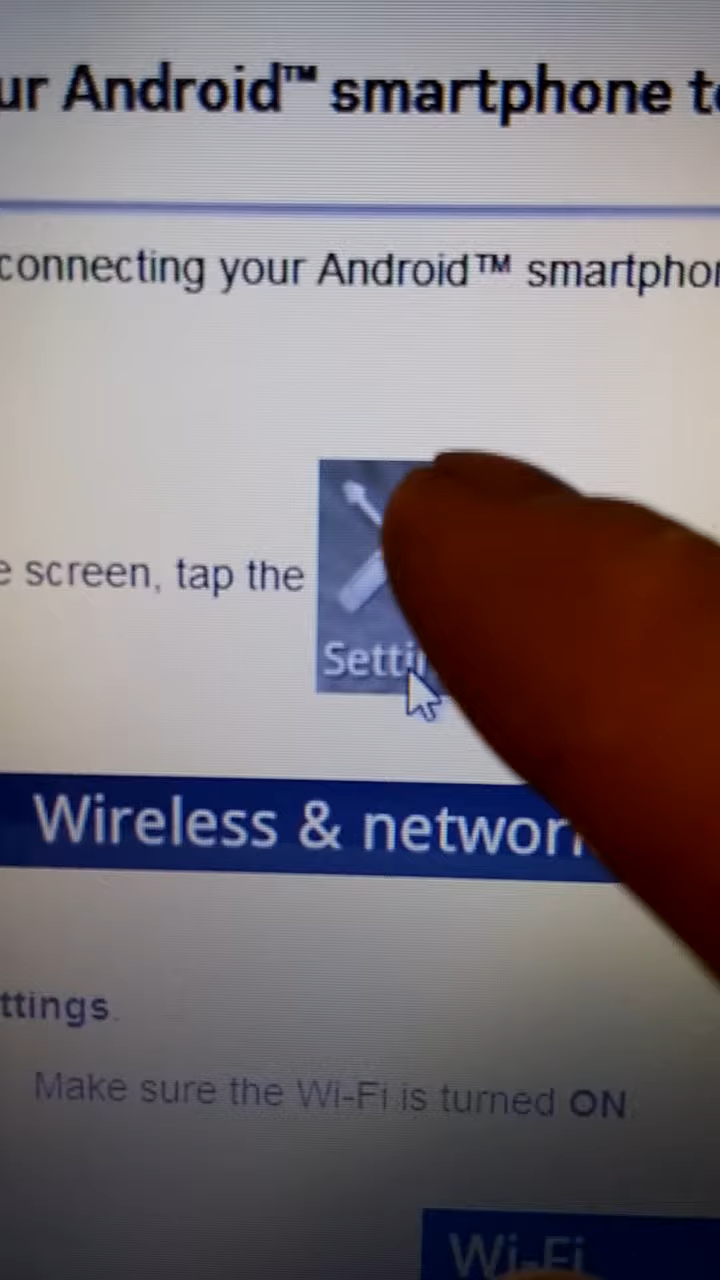 ur Android™ smartphone t
connecting your Android™ smartphon
e screen, tap the
Setti
Wireless & networ
ttings.
Make sure the Wi-Fi is turned ON
Wi-Fi